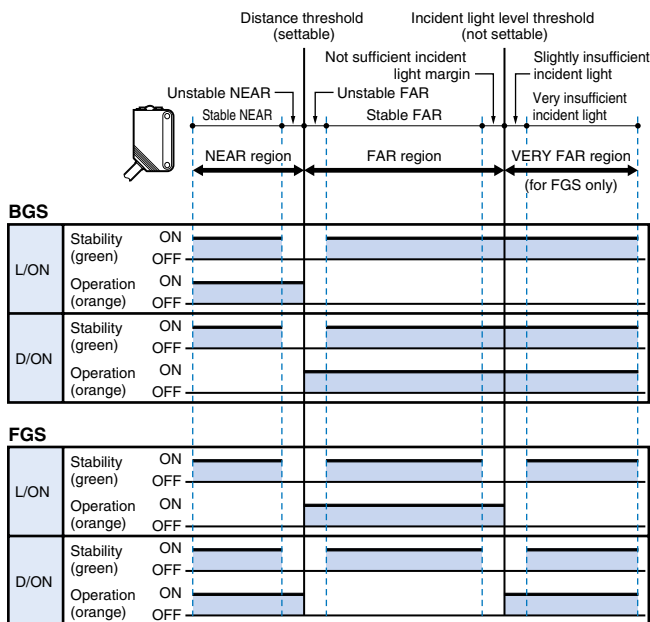 Distance threshold
(settable)
Incident light level threshold
(not settable)
Not sufficient incident
light margin
Slightly insufficient
incident light
Unstable NEAR
Unstable FAR
Very insufficient
incident light
Stable NEAR
Stable FAR
NEAR region
FAR region
VERY FAR region
(for FGS only)
BGS
L/ON
Stability
(green)
ON
OFF
Operation
(orange)
ON
OFF
D/ON
Stability
(green)
ON
OFF
Operation
(orange)
ON
OFF
FGS
L/ON
Stability
(green)
ON
OFF
Operation
(orange)
ON
OFF
D/ON
Stability
(green)
ON
OFF
Operation
(orange)
ON
OFF